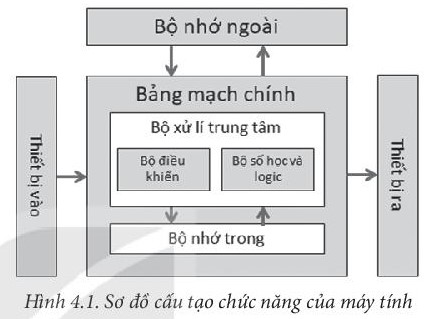 Bộ nhớ ngoài
Bảng mạch chính
Bộ xử lí trung tâm
Bộ điều
khiển
Bộ số học và
logic
Bộ nhớ trong
Thiết bị vào
Thiết bị ra
Hình 4.1. Sơ đồ cấu tạo chức năng của máy tính